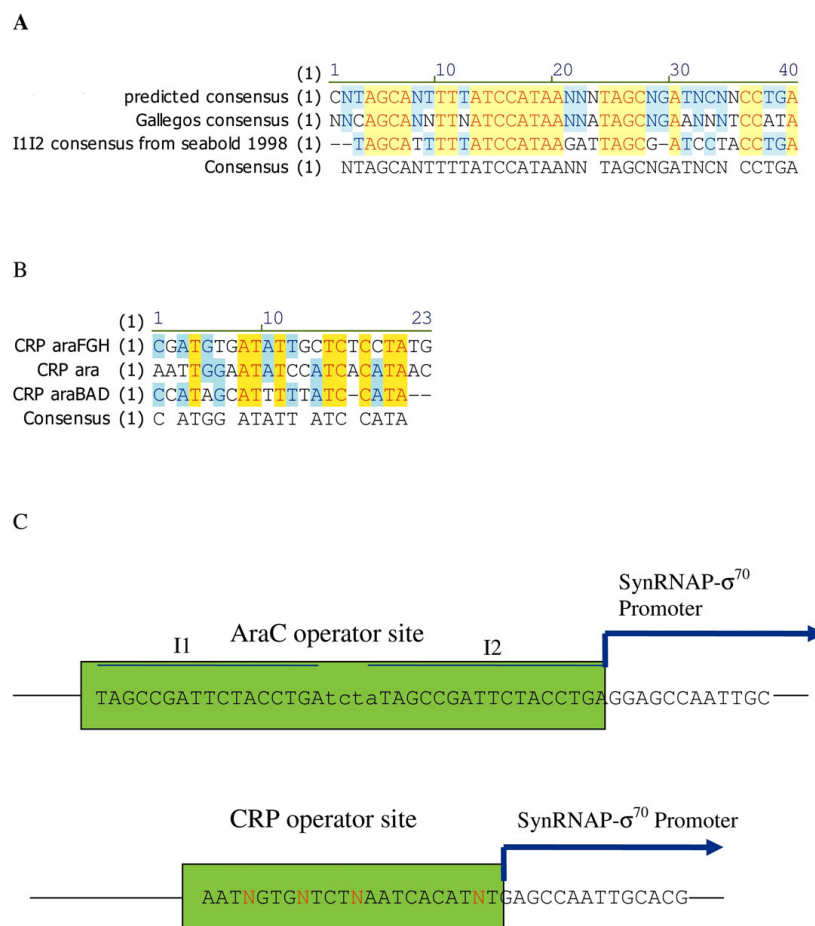 A
(1) 1 10 20 30 40
predicted consensus (1) CNTAGCANTTTTATCCATAANNNTAGCNGATNCNNCCTGA
Gallegos consensus (1) NNCAGCANNTTNATCCATAANNATAGCNGAANNNTCCATA
I1I2 consensus from seabold 1998 (1) --TAGCATTTTTATCCATAAGATTAGCG-ATCCTACCTGA
Consensus (1) NTAGCANTTTTATCCATAANN TAGCNGATNCN CCTGA
B
(1) 1 10 23
CRP araFGH (1) CGATGTGATATTGCTCTCCTATG
CRP ara (1) AATTGGAATATCCATCACATAAC
CRP araBAD (1) CCATAGCATTTTTATC-CATA--
Consensus (1) C ATGG ATATT ATC CATA
C
SynRNAP-σ70
Promoter
AraC operator site
I1 I2
TAGCCGATTCTACCTGAtctaTAGCCGATTCTACCTGAGGAGCCAATTGC
CRP operator site
SynRNAP-σ70 Promoter
AATNGTGNTCTNAATCACATNTGAGCCAATTGCACG